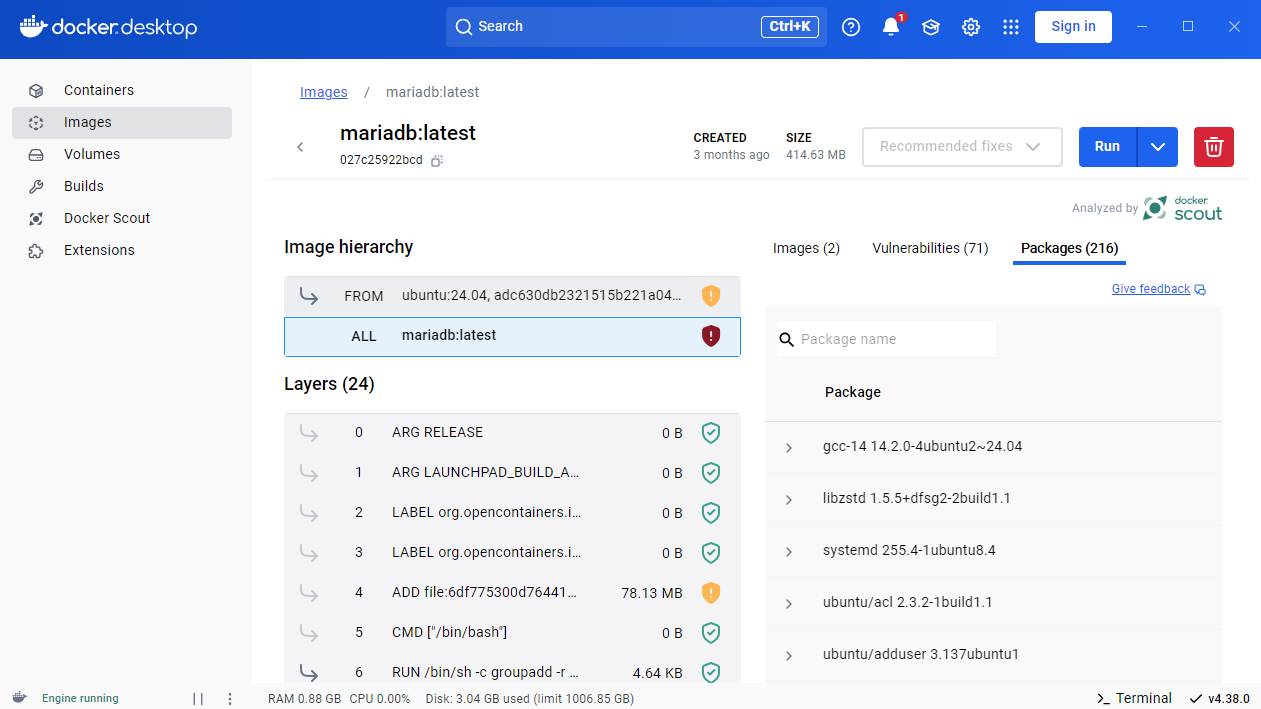 docker.desktop
Search
Ctrl+K
1
Sign in
Containers
Images
Volumes
Builds
Docker Scout
Extensions
Images / mariadb:latest
mariadb:latest
027c25922bcd
CREATED
3 months ago
SIZE
414.63 MB
Recommended fixes
Run
Analyzed by docker scout
Image hierarchy
FROM ubuntu:24.04, adc630db2321515b221a04…
ALL mariadb:latest
Layers (24)
0 ARG RELEASE 0 B
1 ARG LAUNCHPAD_BUILD_A… 0 B
2 LABEL org.opencontainers.i… 0 B
3 LABEL org.opencontainers.i… 0 B
4 ADD file:6df775300d76441… 78.13 MB
5 CMD ["/bin/bash"] 0 B
6 RUN /bin/sh -c groupadd -r … 4.64 KB
Images (2)
Vulnerabilities (71)
Packages (216)
Give feedback
Package name
Package
gcc-14 14.2.0-4ubuntu2~24.04
libzstd 1.5.5+dfsg2-2build1.1
systemd 255.4-1ubuntu8.4
ubuntu/acl 2.3.2-1build1.1
ubuntu/adduser 3.137ubuntu1
Engine running
RAM 0.88 GB CPU 0.00% Disk: 3.04 GB used (limit 1006.85 GB)
>_ Terminal
v4.38.0